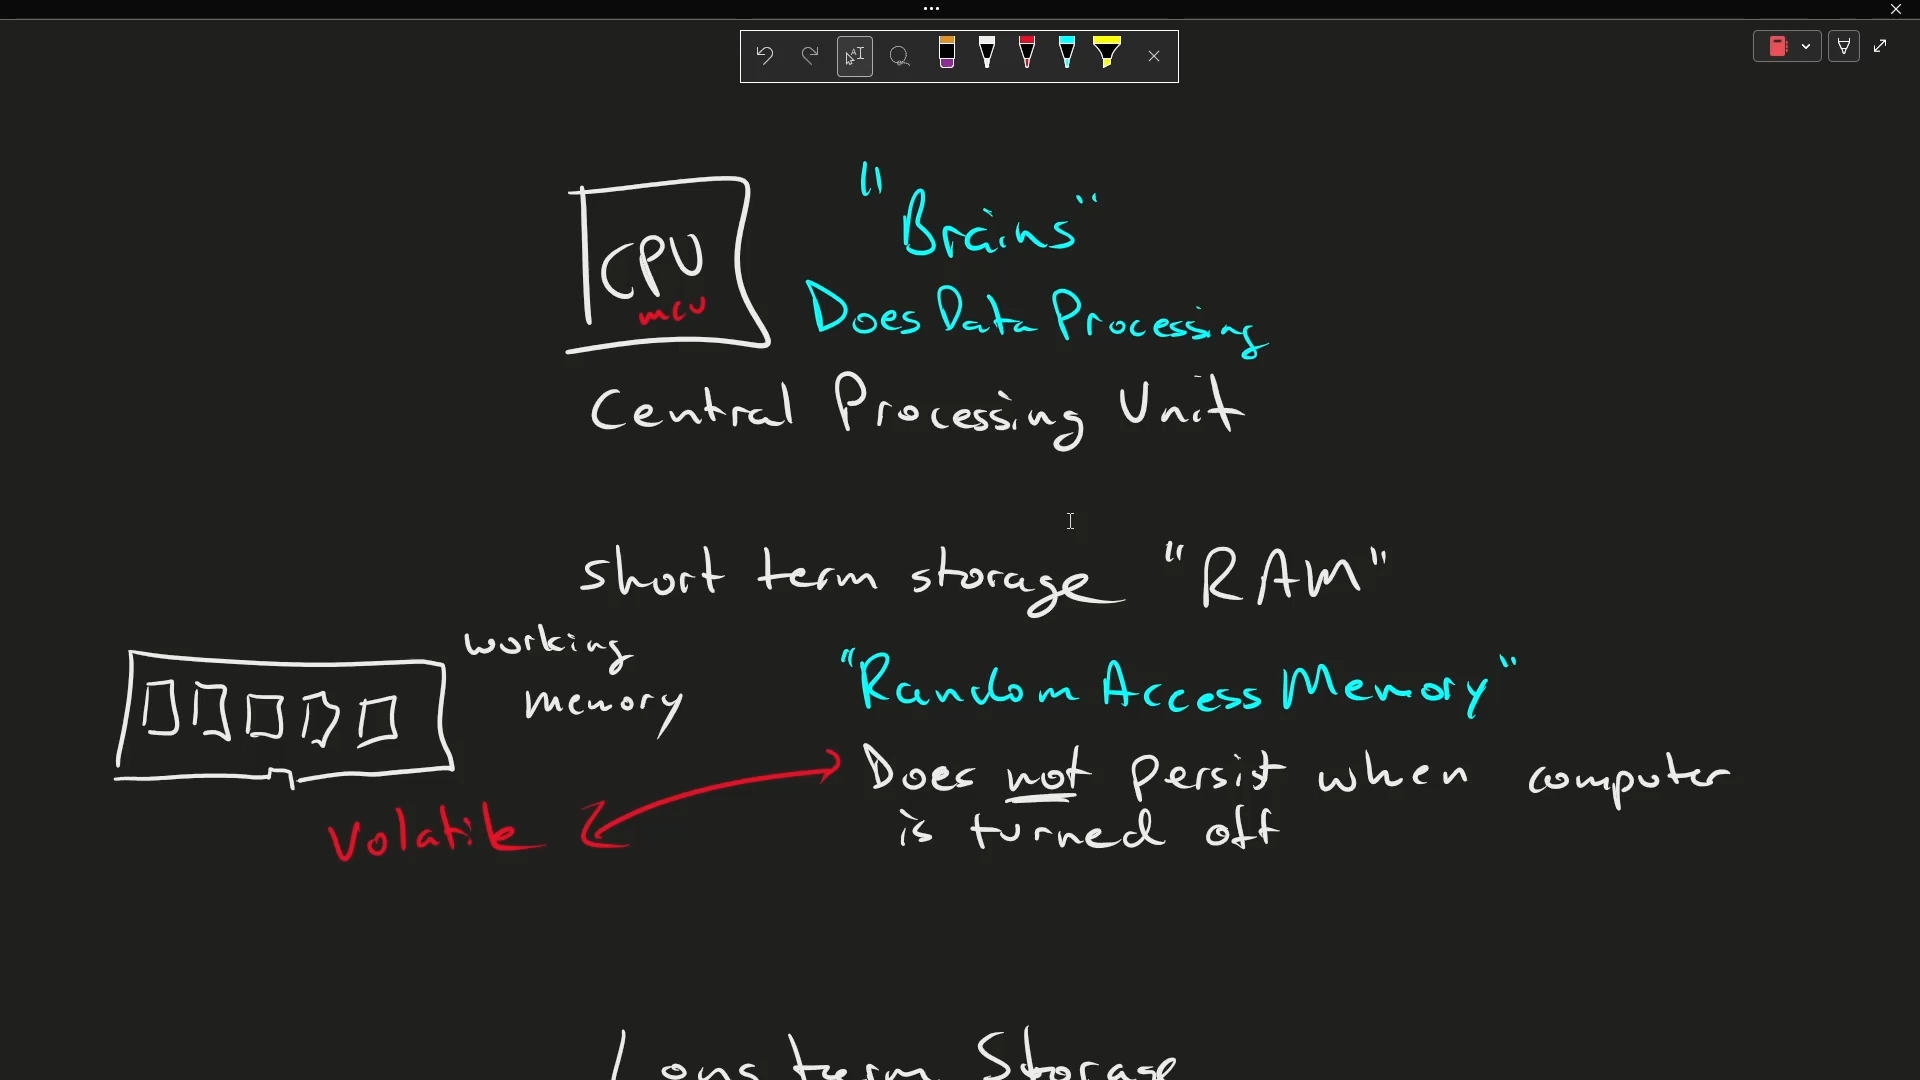 "Brains"
CPU
mcu
Does Data Processing
Central Processing Unit
short term storage "RAM"
working
memory
"Random Access Memory"
Does not persist when computer
is turned off
Volatile
Long term Storage